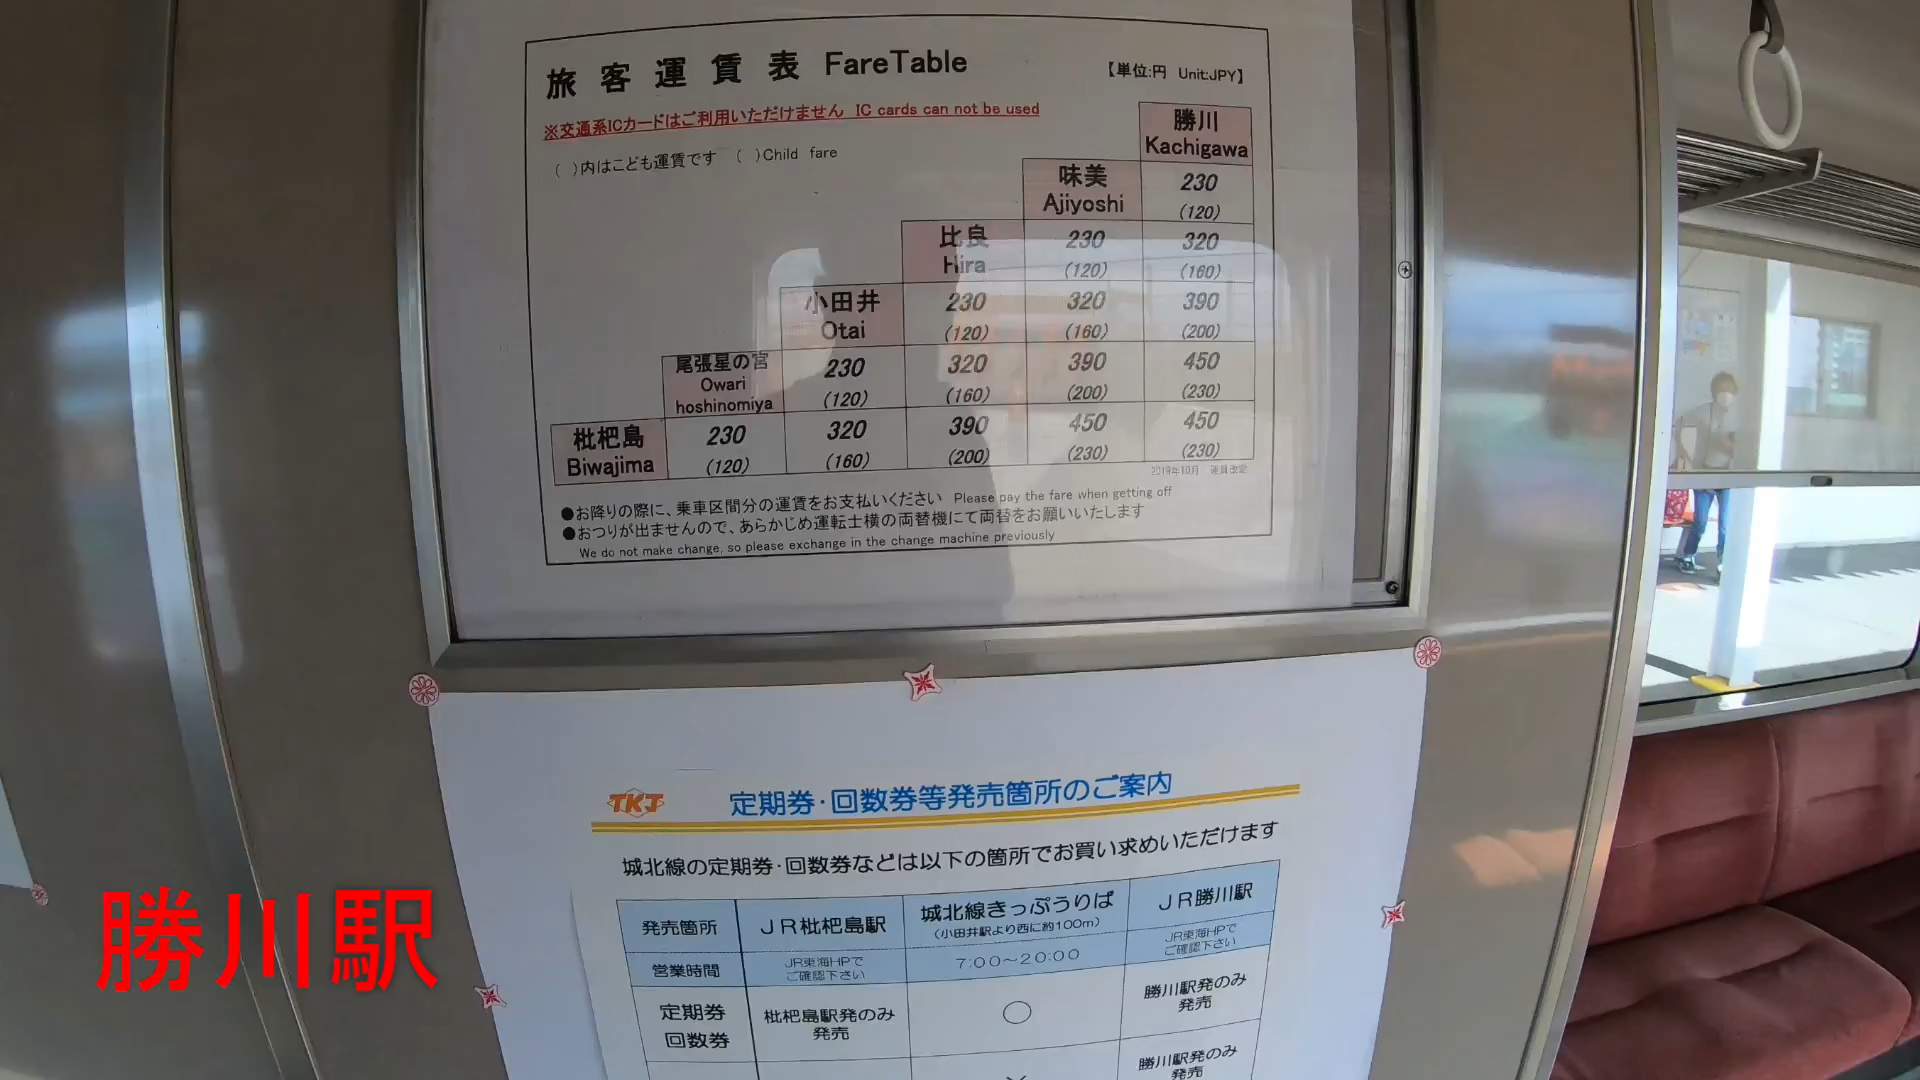 旅客運賃表 FareTable
【単位:円 Unit:JPY】
※交通系ICカードはご利用いただけません IC cards can not be used
( )内はこども運賃です ( )Child fare
勝川
Kachigawa
味美
Ajiyoshi
230
(120)
比良
Hira
230
(120)
320
(160)
小田井
Otai
230
(120)
320
(160)
390
(200)
尾張星の宮
Owari
hoshinomiya
230
(120)
320
(160)
390
(200)
450
(230)
枇杷島
Biwajima
230
(120)
320
(160)
390
(200)
450
(230)
450
(230)
2019年10月 運賃改定
●お降りの際に、乗車区間分の運賃をお支払いください Please pay the fare when getting off
●おつりが出ませんので、あらかじめ運転士横の両替機にて両替をお願いいたします
We do not make change, so please exchange in the change machine previously
TKJ 定期券・回数券等発売箇所のご案内
城北線の定期券・回数券などは以下の箇所でお買い求めいただけます
発売箇所
JR枇杷島駅
城北線きっぷうりば
(小田井駅より西に約100m)
JR勝川駅
営業時間
JR東海HPで
ご確認下さい
7:00~20:00
JR東海HPで
ご確認下さい
定期券
回数券
枇杷島駅発のみ
発売
○
勝川駅発のみ
発売
勝川駅発のみ
発売
勝川駅